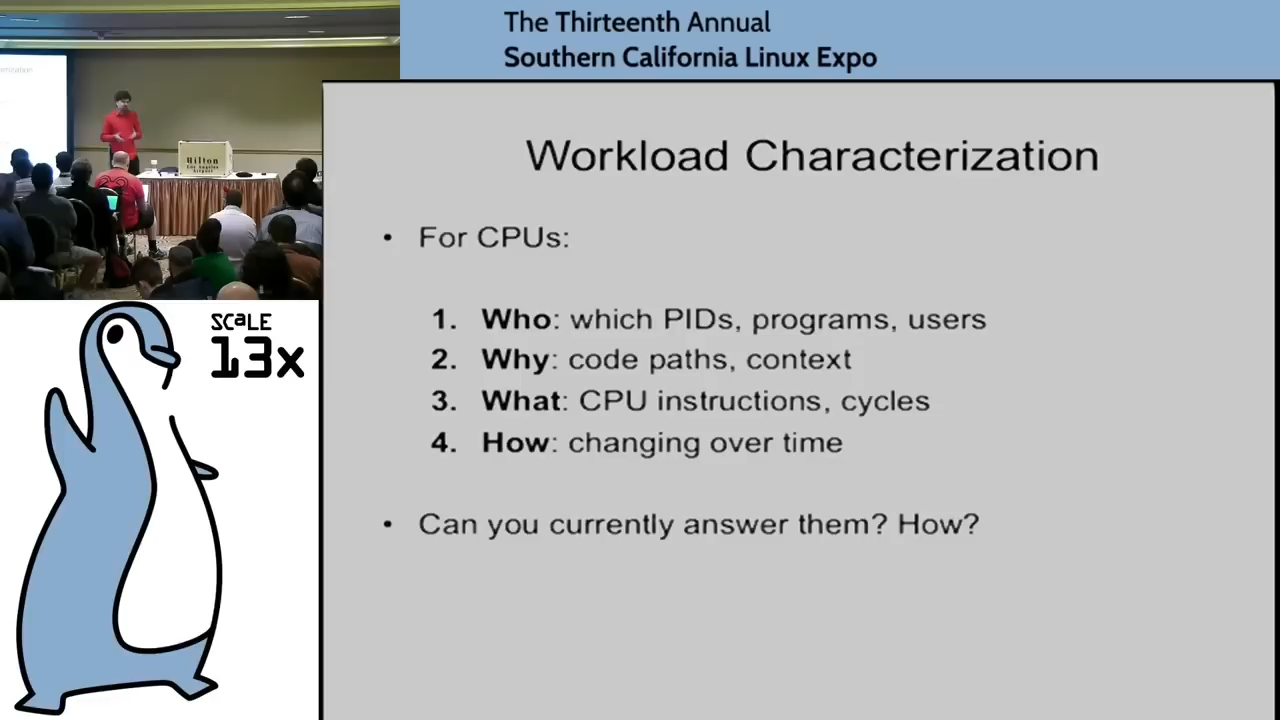 The Thirteenth Annual
Southern California Linux Expo
Hilton
SCaLE
13x
Workload Characterization
• For CPUs:
1. Who: which PIDs, programs, users
2. Why: code paths, context
3. What: CPU instructions, cycles
4. How: changing over time
• Can you currently answer them? How?